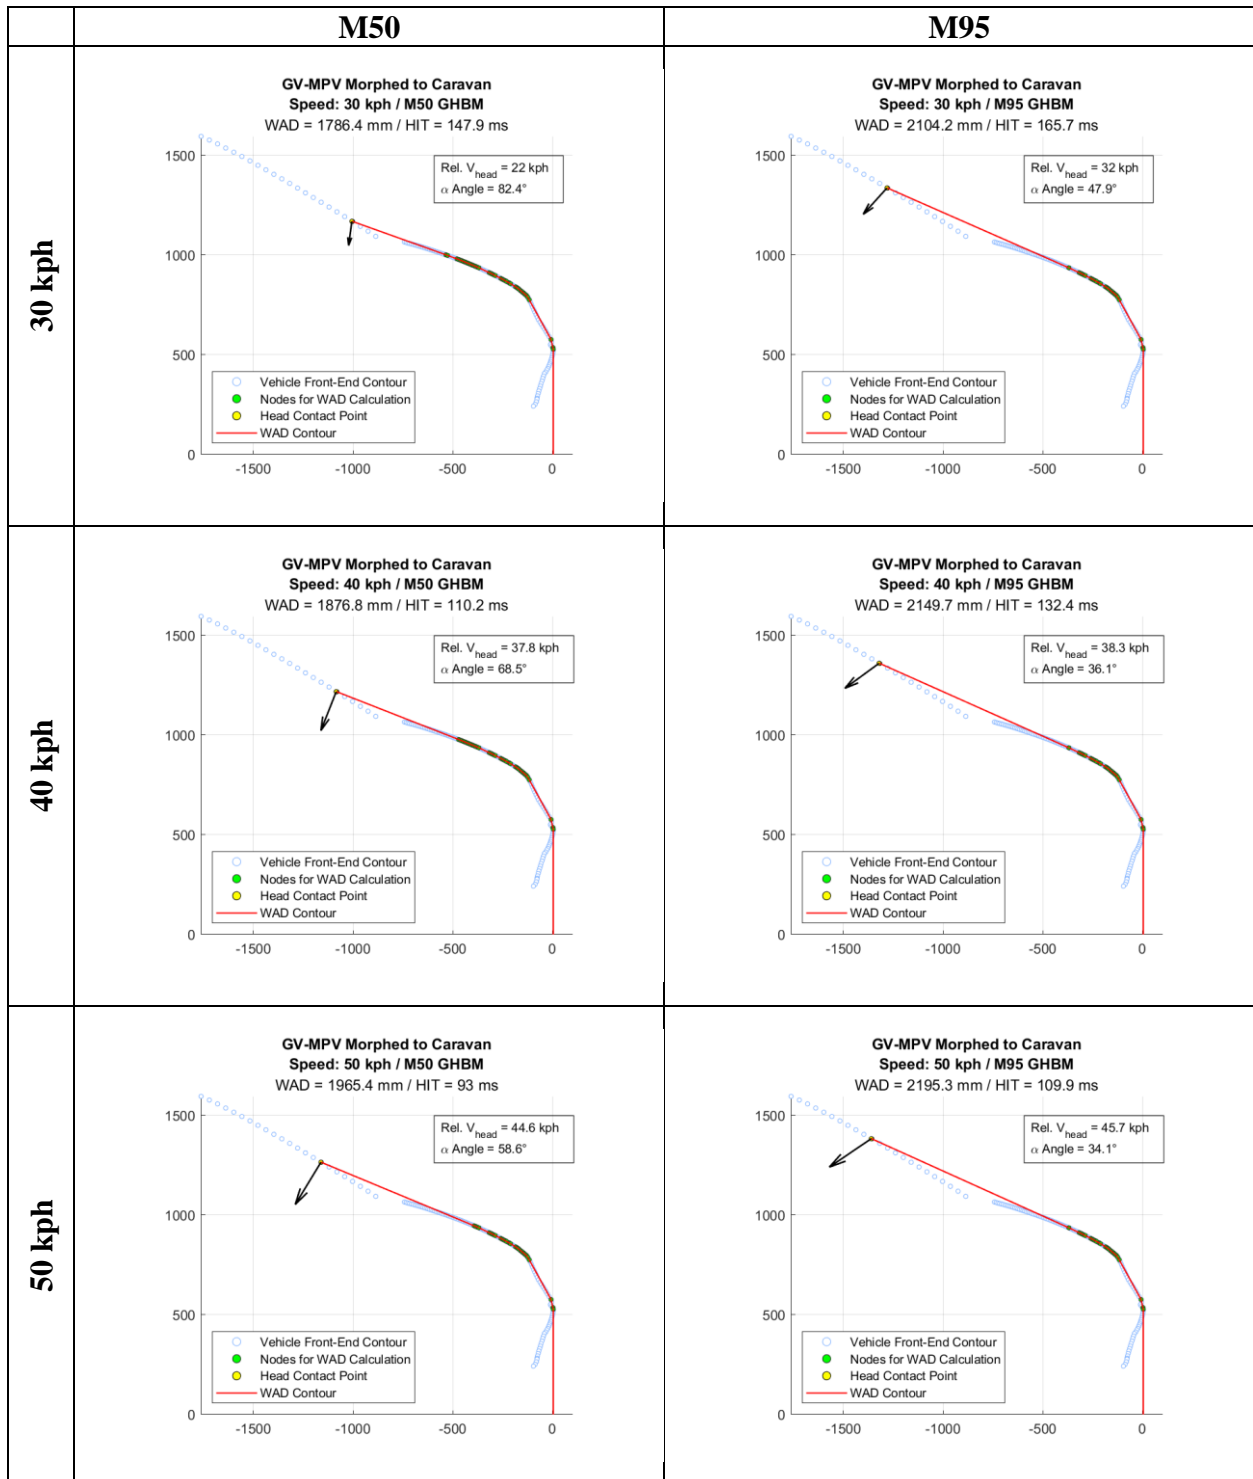 M50
M95
30 kph
GV-MPV Morphed to Caravan
Speed: 30 kph / M50 GHBM
WAD = 1786.4 mm / HIT = 147.9 ms
Rel. V_head = 22 kph
α Angle = 82.4°
1500
1000
500
0
Vehicle Front-End Contour
Nodes for WAD Calculation
Head Contact Point
WAD Contour
-1500
-1000
-500
0
GV-MPV Morphed to Caravan
Speed: 30 kph / M95 GHBM
WAD = 2104.2 mm / HIT = 165.7 ms
Rel. V_head = 32 kph
α Angle = 47.9°
1500
1000
500
0
Vehicle Front-End Contour
Nodes for WAD Calculation
Head Contact Point
WAD Contour
-1500
-1000
-500
0
40 kph
GV-MPV Morphed to Caravan
Speed: 40 kph / M50 GHBM
WAD = 1876.8 mm / HIT = 110.2 ms
Rel. V_head = 37.8 kph
α Angle = 68.5°
1500
1000
500
0
Vehicle Front-End Contour
Nodes for WAD Calculation
Head Contact Point
WAD Contour
-1500
-1000
-500
0
GV-MPV Morphed to Caravan
Speed: 40 kph / M95 GHBM
WAD = 2149.7 mm / HIT = 132.4 ms
Rel. V_head = 38.3 kph
α Angle = 36.1°
1500
1000
500
0
Vehicle Front-End Contour
Nodes for WAD Calculation
Head Contact Point
WAD Contour
-1500
-1000
-500
0
50 kph
GV-MPV Morphed to Caravan
Speed: 50 kph / M50 GHBM
WAD = 1965.4 mm / HIT = 93 ms
Rel. V_head = 44.6 kph
α Angle = 58.6°
1500
1000
500
0
Vehicle Front-End Contour
Nodes for WAD Calculation
Head Contact Point
WAD Contour
-1500
-1000
-500
0
GV-MPV Morphed to Caravan
Speed: 50 kph / M95 GHBM
WAD = 2195.3 mm / HIT = 109.9 ms
Rel. V_head = 45.7 kph
α Angle = 34.1°
1500
1000
500
0
Vehicle Front-End Contour
Nodes for WAD Calculation
Head Contact Point
WAD Contour
-1500
-1000
-500
0